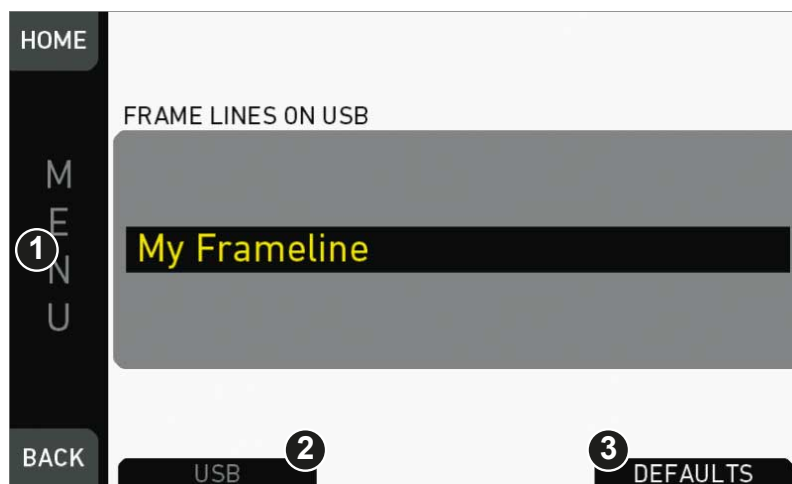 HOME
FRAME LINES ON USB
M
E
N
U
1
My Frameline
2
3
BACK
USB
DEFAULTS